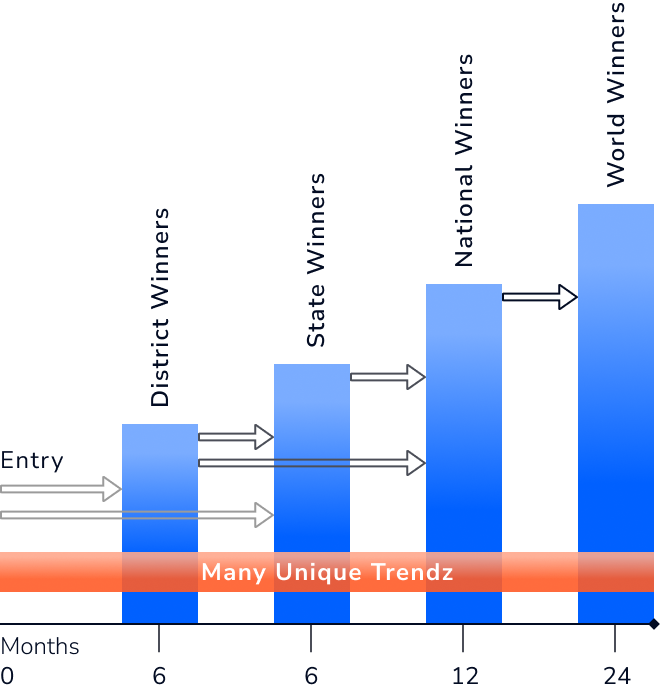 World Winners
National Winners
State Winners
District Winners
Entry
Many Unique Trendz
Months
0 6 6 12 24